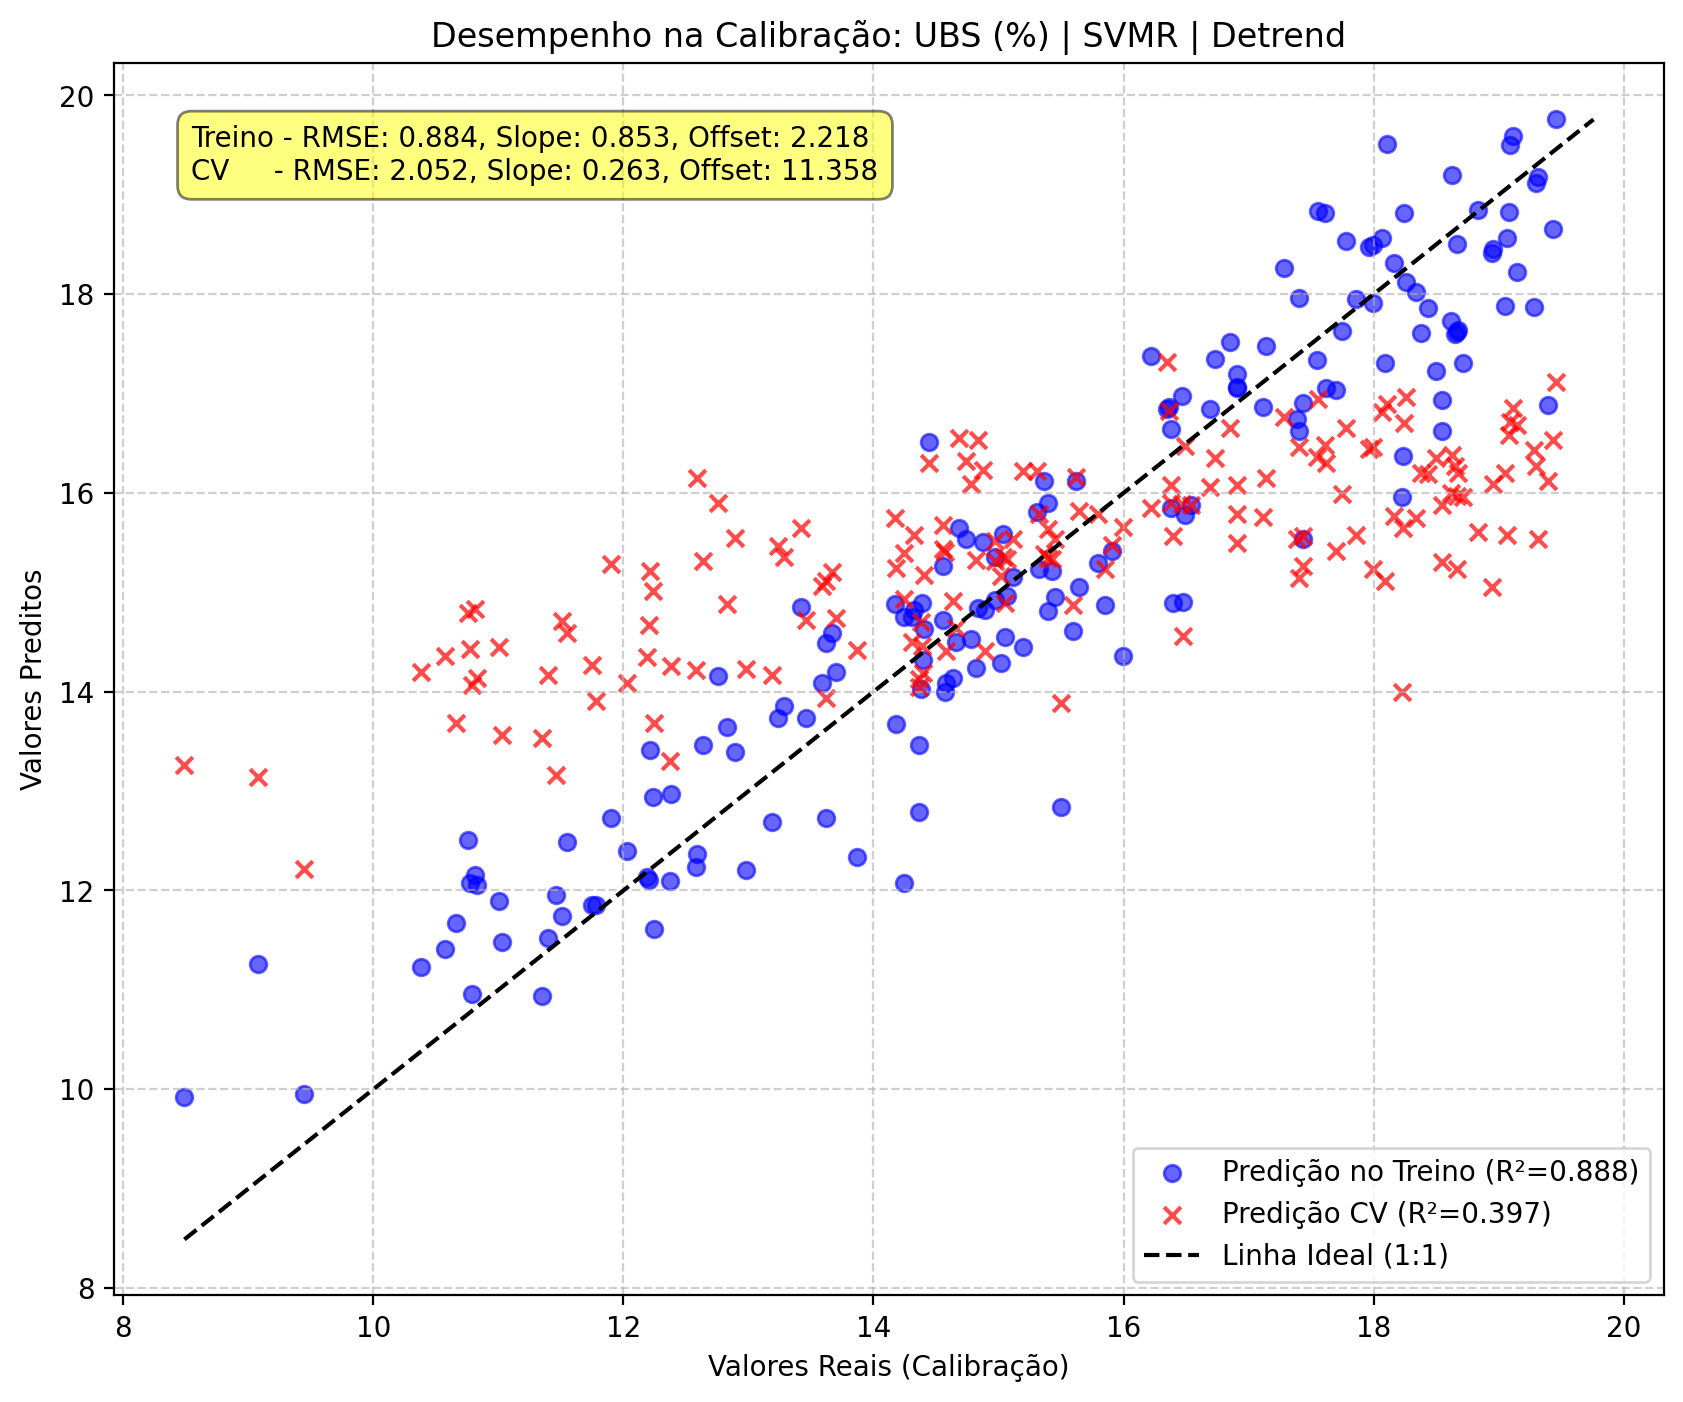 Desempenho na Calibração: UBS (%) | SVMR | Detrend
Treino - RMSE: 0.884, Slope: 0.853, Offset: 2.218
CV     - RMSE: 2.052, Slope: 0.263, Offset: 11.358
20
18
16
14
12
10
8
Valores Preditos
8 10 12 14 16 18 20
Valores Reais (Calibração)
Predição no Treino (R²=0.888)
Predição CV (R²=0.397)
Linha Ideal (1:1)